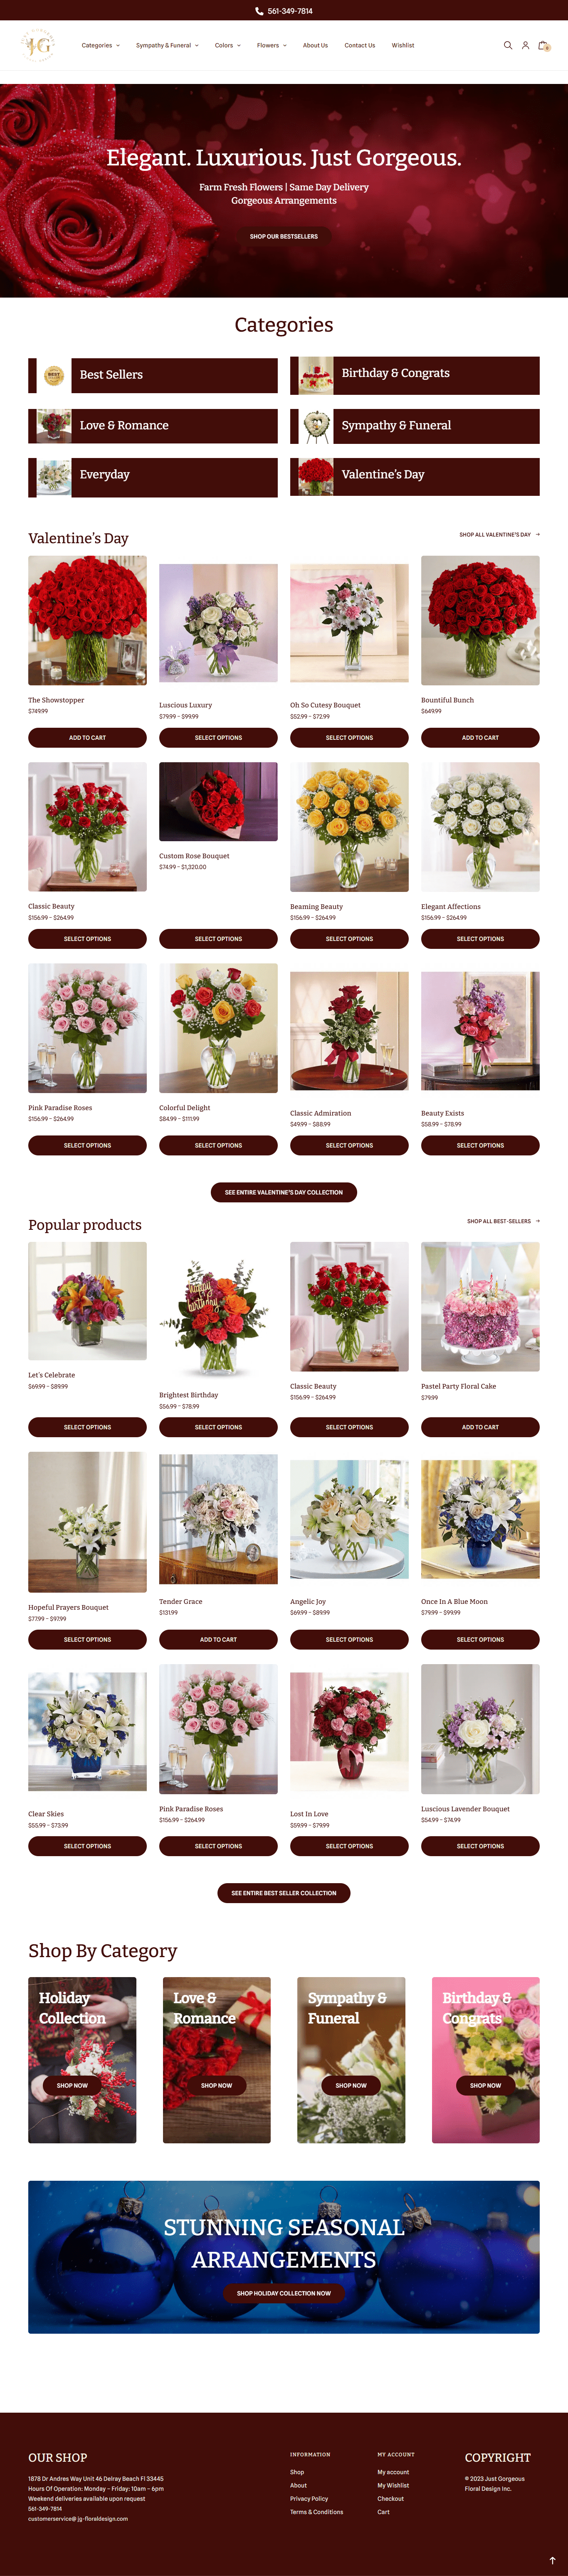 561-349-7814
JG
Categories
Sympathy & Funeral
Colors
Flowers
About Us
Contact Us
Wishlist
0
Elegant. Luxurious. Just Gorgeous.
Farm Fresh Flowers | Same Day Delivery
Gorgeous Arrangements
SHOP OUR BESTSELLERS
Categories
Best Sellers
Birthday & Congrats
Love & Romance
Sympathy & Funeral
Everyday
Valentine's Day
Valentine's Day
SHOP ALL VALENTINE'S DAY →
The Showstopper
$749.99
ADD TO CART
Luscious Luxury
$79.99 – $99.99
SELECT OPTIONS
Oh So Cutesy Bouquet
$52.99 – $72.99
SELECT OPTIONS
Bountiful Bunch
$649.99
ADD TO CART
Classic Beauty
$156.99 – $264.99
SELECT OPTIONS
Custom Rose Bouquet
$74.99 – $1,320.00
SELECT OPTIONS
Beaming Beauty
$156.99 – $264.99
SELECT OPTIONS
Elegant Affections
$156.99 – $264.99
SELECT OPTIONS
Pink Paradise Roses
$156.99 – $264.99
SELECT OPTIONS
Colorful Delight
$84.99 – $111.99
SELECT OPTIONS
Classic Admiration
$49.99 – $88.99
SELECT OPTIONS
Beauty Exists
$58.99 – $78.99
SELECT OPTIONS
SEE ENTIRE VALENTINE'S DAY COLLECTION
Popular products
SHOP ALL BEST-SELLERS →
Let's Celebrate
$69.99 – $89.99
SELECT OPTIONS
happy birthday
Brightest Birthday
$56.99 – $78.99
SELECT OPTIONS
Classic Beauty
$156.99 – $264.99
SELECT OPTIONS
Pastel Party Floral Cake
$79.99
ADD TO CART
Hopeful Prayers Bouquet
$77.99 – $97.99
SELECT OPTIONS
Tender Grace
$131.99
ADD TO CART
Angelic Joy
$69.99 – $89.99
SELECT OPTIONS
Once In A Blue Moon
$79.99 – $99.99
SELECT OPTIONS
Clear Skies
$55.99 – $73.99
SELECT OPTIONS
Pink Paradise Roses
$156.99 – $264.99
SELECT OPTIONS
Lost In Love
$59.99 – $79.99
SELECT OPTIONS
Luscious Lavender Bouquet
$54.99 – $74.99
SELECT OPTIONS
SEE ENTIRE BEST SELLER COLLECTION
Shop By Category
Holiday
Collection
SHOP NOW
Love &
Romance
SHOP NOW
Sympathy &
Funeral
SHOP NOW
Birthday &
Congrats
SHOP NOW
STUNNING SEASONAL
ARRANGEMENTS
SHOP HOLIDAY COLLECTION NOW
OUR SHOP
1878 Dr Andres Way Unit 46 Delray Beach Fl 33445
Hours Of Operation: Monday – Friday: 10am – 6pm
Weekend deliveries available upon request
561-349-7814
customerservice@ jg-floraldesign.com
INFORMATION
Shop
About
Privacy Policy
Terms & Conditions
MY ACCOUNT
My account
My Wishlist
Checkout
Cart
COPYRIGHT
© 2023 Just Gorgeous
Floral Design Inc.